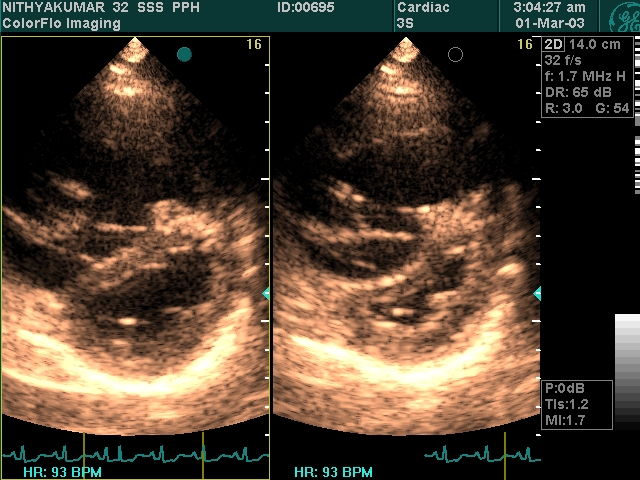 NITHYAKUMAR 32 SSS PPH ID:00695 Cardiac 3:04:27 am
ColorFlo Imaging 3S 01-Mar-03
16 16
2D 14.0 cm
32 f/s
f: 1.7 MHz H
DR: 65 dB
R: 3.0 G: 54
P:0dB
TIs:1.2
MI:1.7
HR: 93 BPM HR: 93 BPM